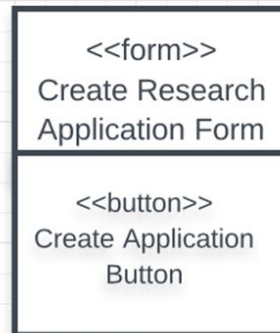 <<form>>
Create Research
Application Form
<<button>>
Create Application
Button